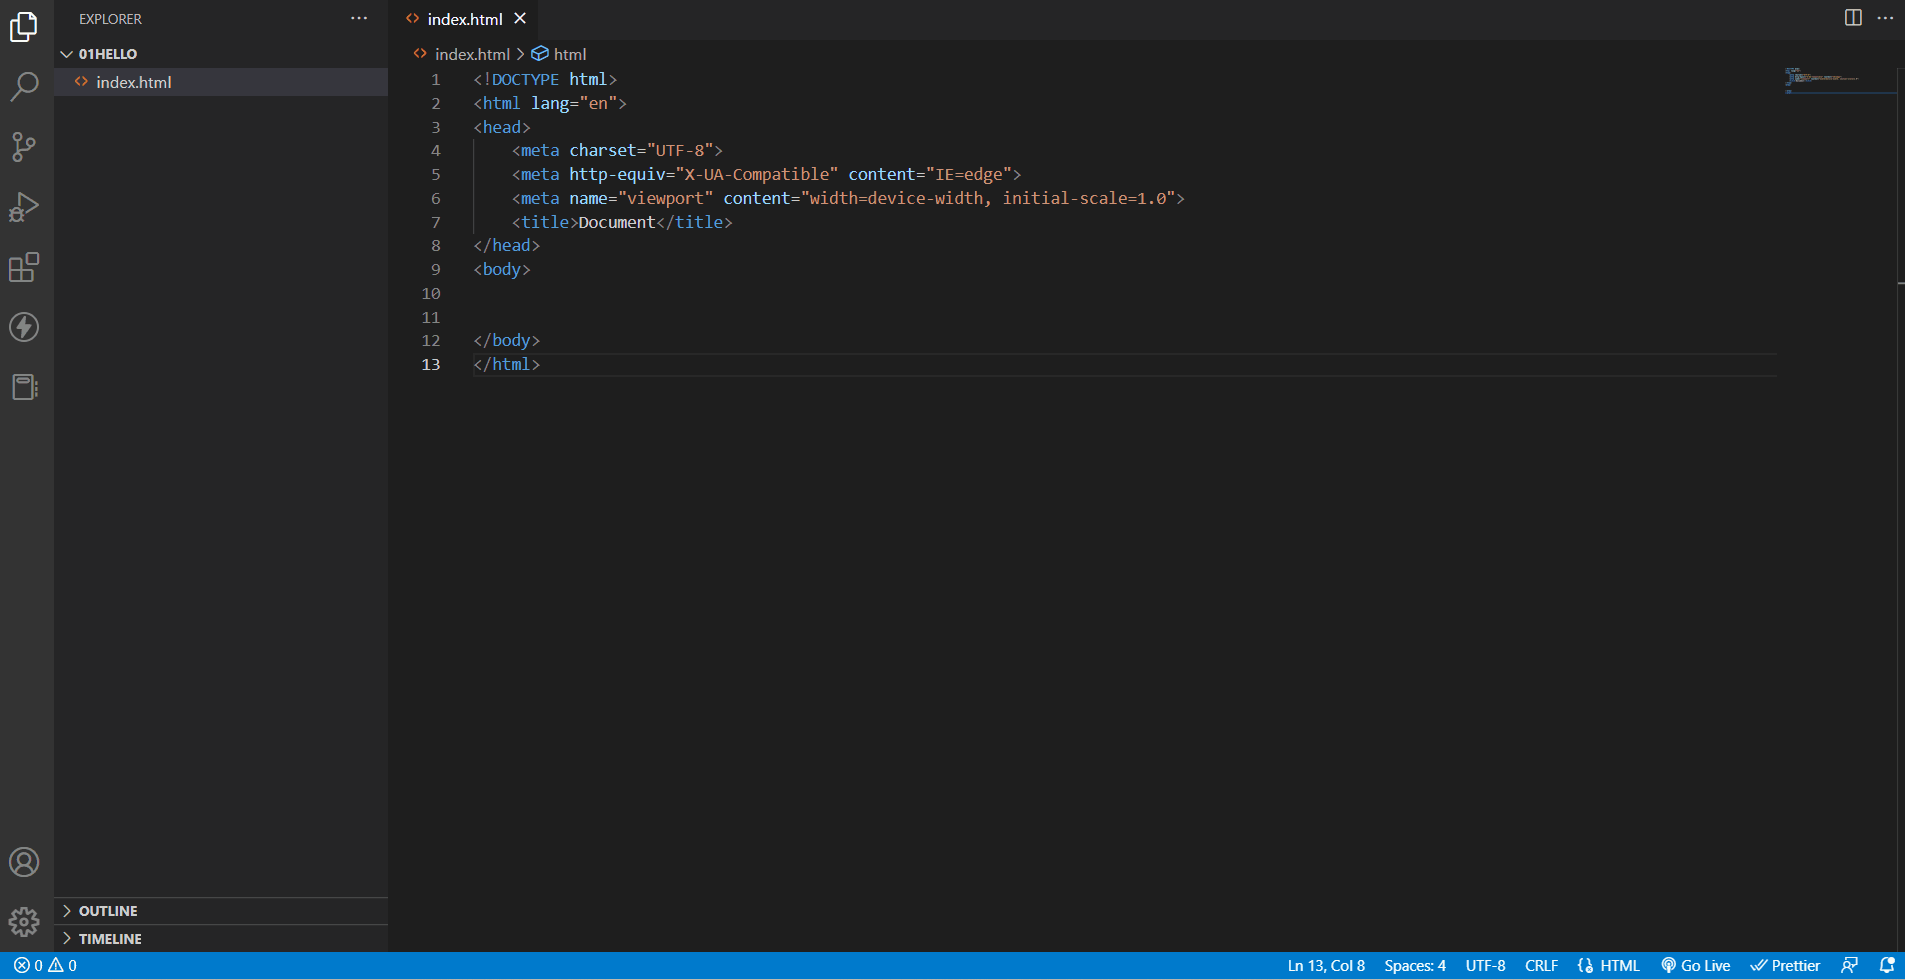 EXPLORER
01HELLO
index.html
OUTLINE
TIMELINE
index.html
index.html > html
1 <!DOCTYPE html>
2 <html lang="en">
3 <head>
4     <meta charset="UTF-8">
5     <meta http-equiv="X-UA-Compatible" content="IE=edge">
6     <meta name="viewport" content="width=device-width, initial-scale=1.0">
7     <title>Document</title>
8 </head>
9 <body>
10
11
12 </body>
13 </html>
0 0 Ln 13, Col 8 Spaces: 4 UTF-8 CRLF HTML Go Live Prettier